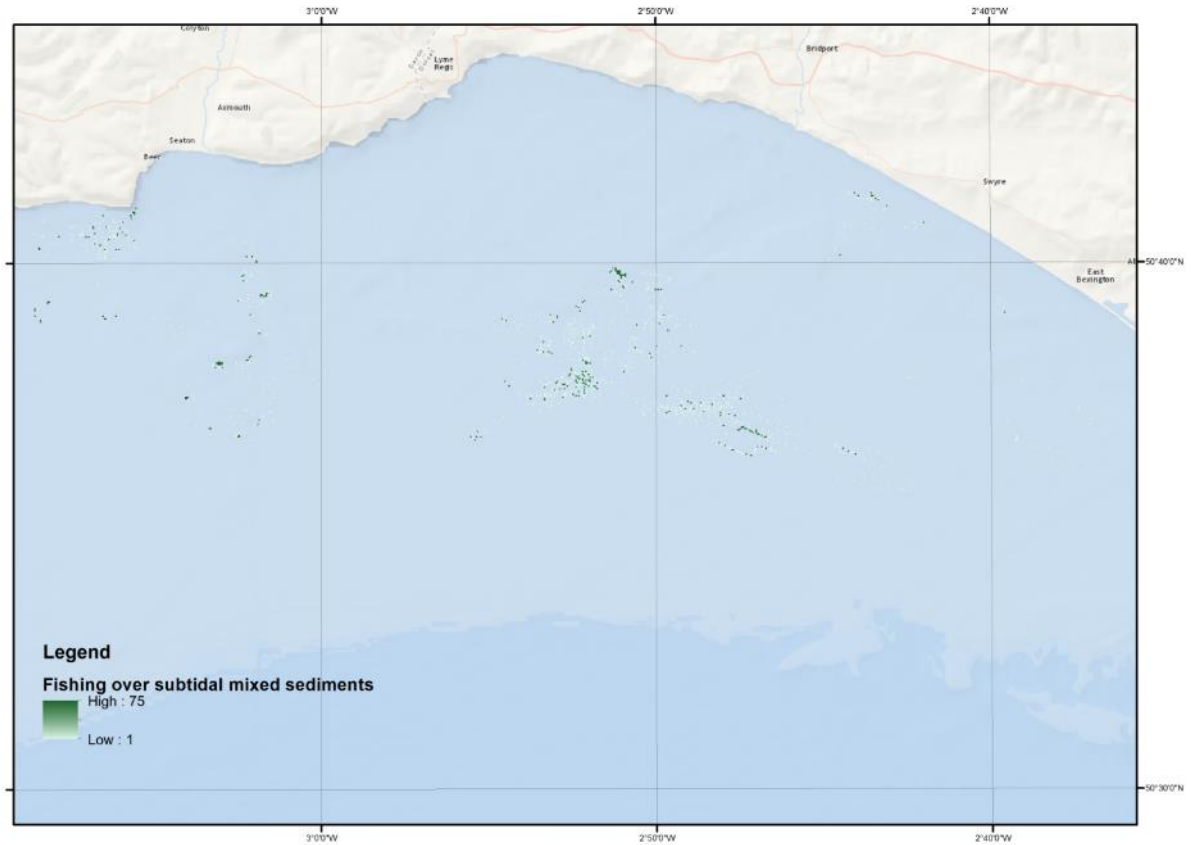 3°0'0"W
2°50'0"W
2°40'0"W
Colyton
Bridport
Lyme
Regis
Devon
Dorset
Axmouth
Seaton
Beer
Swyre
50°40'0"N
East
Bexington
Legend
Fishing over subtidal mixed sediments
High : 75
Low : 1
50°30'0"N
3°0'0"W
2°50'0"W
2°40'0"W